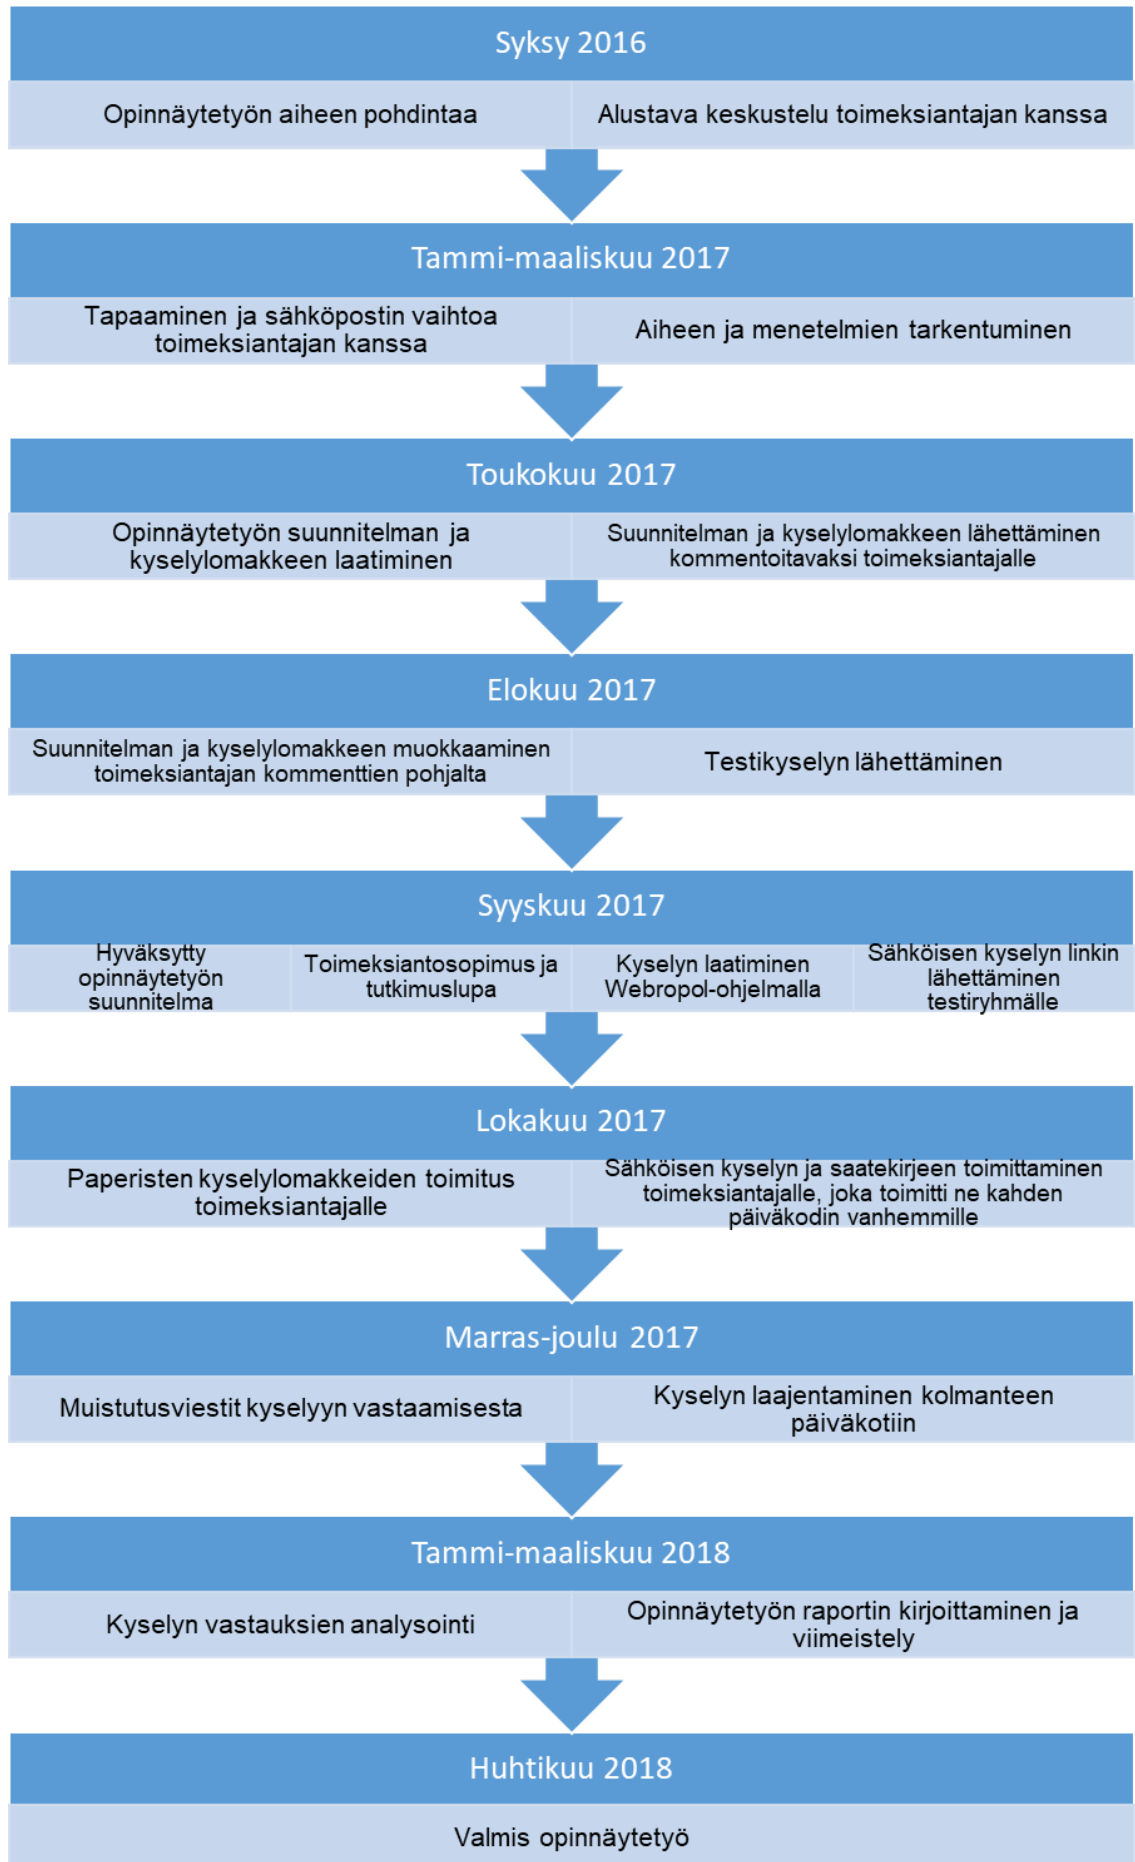 Syksy 2016
Opinnäytetyön aiheen pohdintaa
Alustava keskustelu toimeksiantajan kanssa
Tammi-maaliskuu 2017
Tapaaminen ja sähköpostin vaihtoa
toimeksiantajan kanssa
Aiheen ja menetelmien tarkentuminen
Toukokuu 2017
Opinnäytetyön suunnitelman ja
kyselylomakkeen laatiminen
Suunnitelman ja kyselylomakkeen lähettäminen
kommentoitavaksi toimeksiantajalle
Elokuu 2017
Suunnitelman ja kyselylomakkeen muokkaaminen
toimeksiantajan kommenttien pohjalta
Testikyselyn lähettäminen
Syyskuu 2017
Hyväksytty
opinnäytetyön
suunnitelma
Toimeksiantosopimus ja
tutkimuslupa
Kyselyn laatiminen
Webropol-ohjelmalla
Sähköisen kyselyn linkin
lähettäminen
testiryhmälle
Lokakuu 2017
Paperisten kyselylomakkeiden toimitus
toimeksiantajalle
Sähköisen kyselyn ja saatekirjeen toimittaminen
toimeksiantajalle, joka toimitti ne kahden
päiväkodin vanhemmille
Marras-joulu 2017
Muistutusviestit kyselyyn vastaamisesta
Kyselyn laajentaminen kolmanteen
päiväkotiin
Tammi-maaliskuu 2018
Kyselyn vastauksien analysointi
Opinnäytetyön raportin kirjoittaminen ja
viimeistely
Huhtikuu 2018
Valmis opinnäytetyö